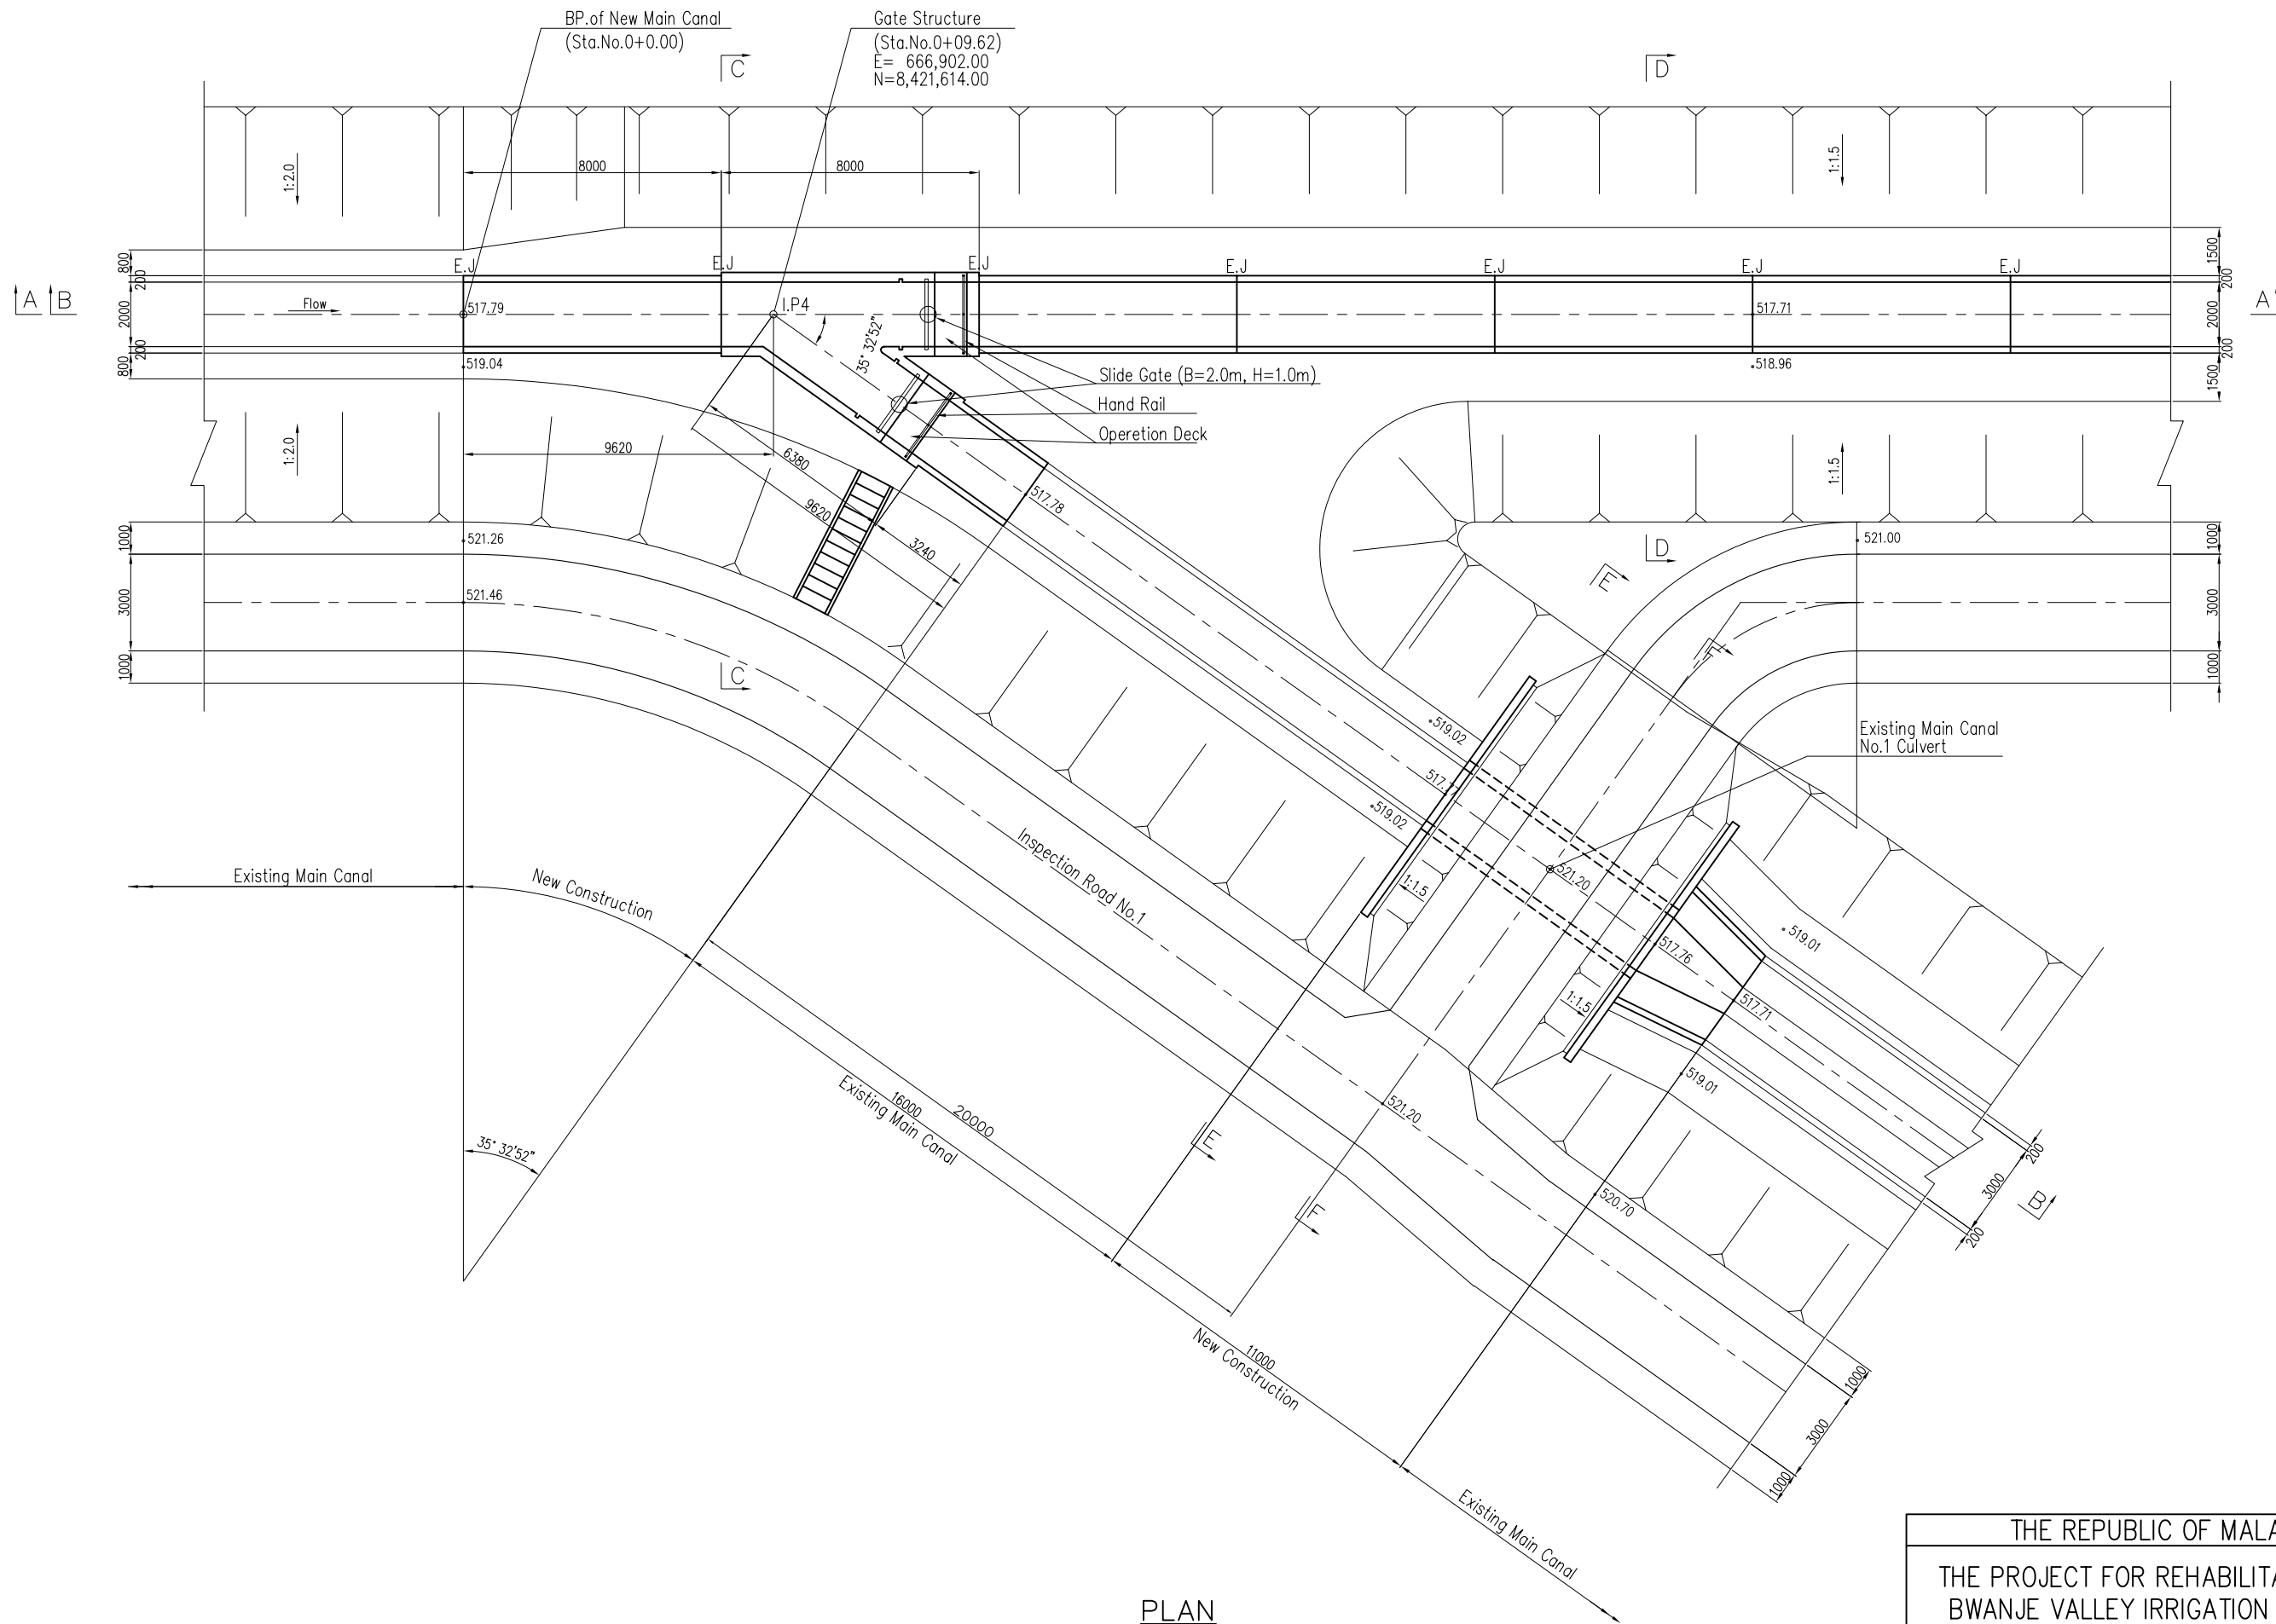 BP.of New Main Canal
(Sta.No.0+0.00)
Gate Structure
(Sta.No.0+09.62)
E= 666,902.00
N=8,421,614.00
C
D
1:2.0
8000
8000
1:1.5
800
200
2000
200
800
E.J
E.J
E.J
E.J
E.J
E.J
E.J
1500
200
2000
200
1500
A
B
Flow
517.79
I.P4
35° 32'52"
517.71
A'
519.04
518.96
Slide Gate (B=2.0m, H=1.0m)
Hand Rail
Operetion Deck
1:2.0
9620
6380
9620
3240
517.78
1:1.5
1000
3000
1000
521.26
521.46
D
E
F
521.00
1000
3000
1000
C
519.02
519.02
Existing Main Canal
No.1 Culvert
Inspection Road No.1
1:1.5
521.20
519.01
517.76
517.71
1:1.5
519.01
Existing Main Canal
New Construction
35° 32'52"
16000
Existing Main Canal
20000
521.20
E
F
520.70
200
3000
200
B
11000
New Construction
1000
3000
1000
Existing Main Canal
PLAN
THE REPUBLIC OF
THE PROJECT FOR
BWANJE VALLEY IRRIGATION